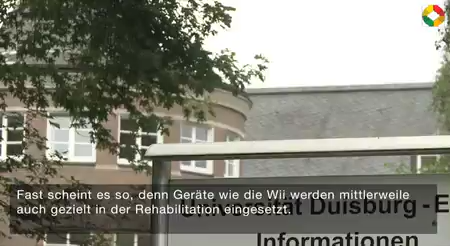 Fast scheint es so, denn Geräte wie die Wii werden mittlerweile
auch gezielt in der Rehabilitation eingesetzt.
Universität Duisburg - E
Informationen